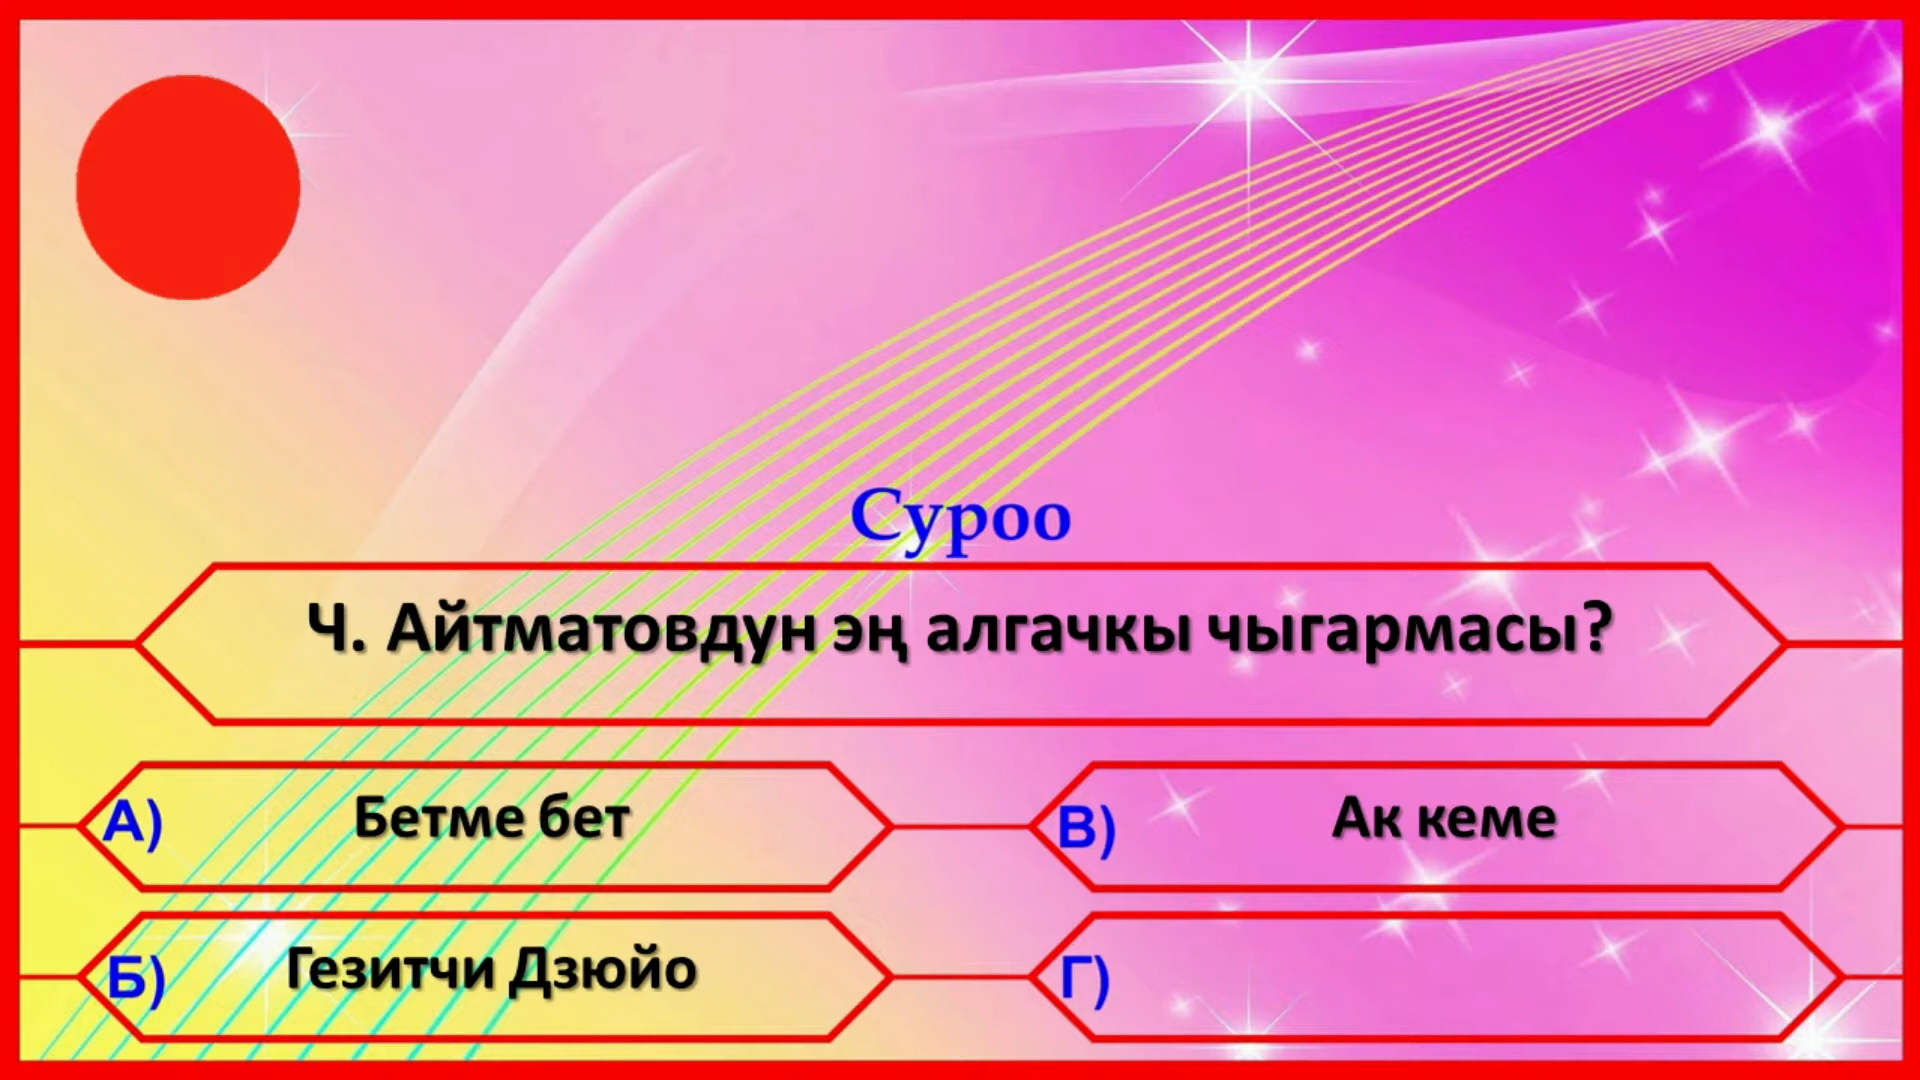 Суроо
Ч. Айтматовдун эң алгачкы чыгармасы?
А) Бетме бет
В) Ак кеме
Б) Гезитчи Дзюйо
Г)